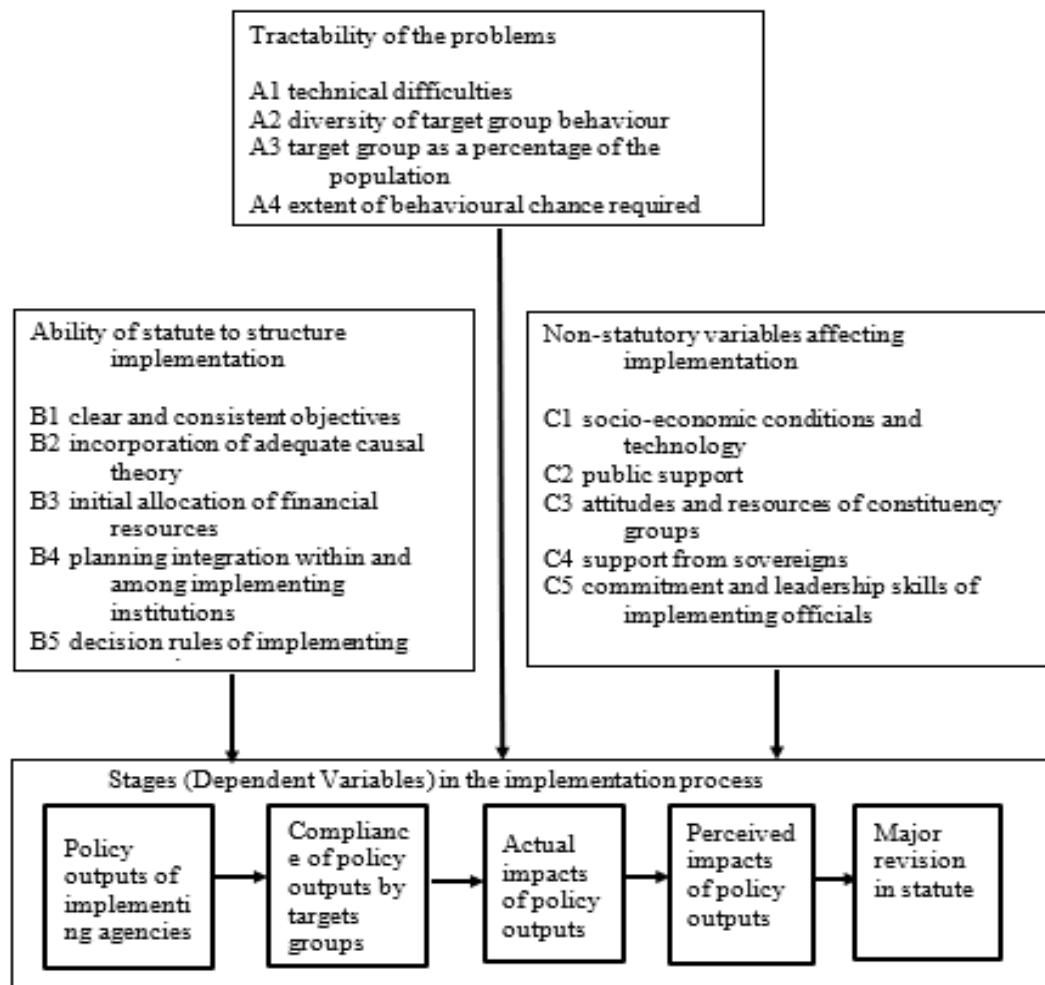 Tractability of the problems
A1 technical difficulties
A2 diversity of target group behaviour
A3 target group as a percentage of the
population
A4 extent of behavioural chance required
Ability of statute to structure
implementation
B1 clear and consistent objectives
B2 incorporation of adequate causal
theory
B3 initial allocation of financial
resources
B4 planning integration within and
among implementing
institutions
B5 decision rules of implementing
Non-statutory variables affecting
implementation
C1 socio-economic conditions and
technology
C2 public support
C3 attitudes and resources of constituency
groups
C4 support from sovereigns
C5 commitment and leadership skills of
implementing officials
Stages (Dependent Variables) in the implementation process
Policy
outputs of
implementi
ng agencies
Complianc
e of policy
outputs by
targets
groups
Actual
impacts
of policy
outputs
Perceived
impacts
of policy
outputs
Major
revision
in statute